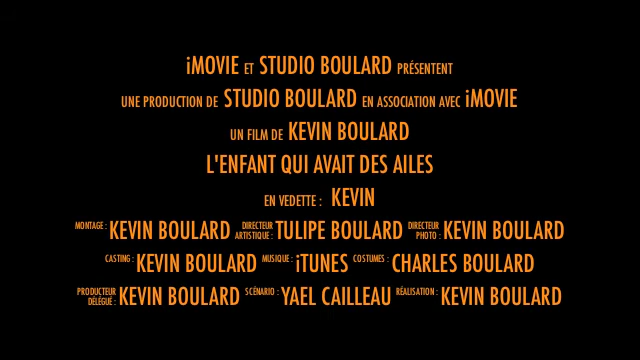 iMOVIE ET STUDIO BOULARD PRÉSENTENT
UNE PRODUCTION DE STUDIO BOULARD EN ASSOCIATION AVEC iMOVIE
UN FILM DE KEVIN BOULARD
L'ENFANT QUI AVAIT DES AILES
EN VEDETTE : KEVIN
MONTAGE : KEVIN BOULARD DIRECTEUR ARTISTIQUE : TULIPE BOULARD DIRECTEUR PHOTO : KEVIN BOULARD
CASTING : KEVIN BOULARD MUSIQUE : iTUNES COSTUMES : CHARLES BOULARD
PRODUCTEUR DÉLÉGUÉ : KEVIN BOULARD SCÉNARIO : YAEL CAILLEAU RÉALISATION : KEVIN BOULARD